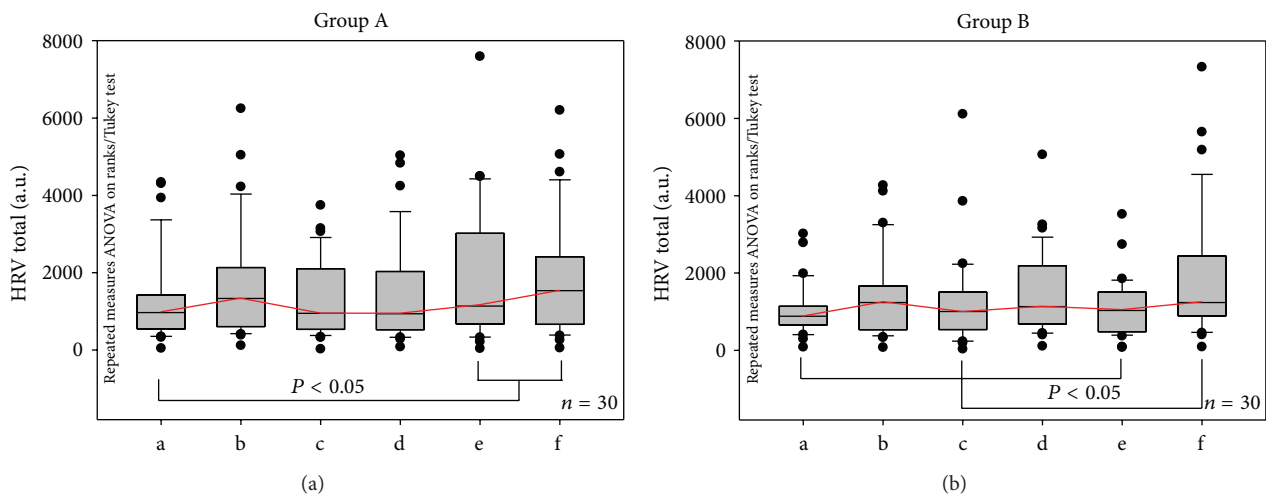 Group A
HRV total (a.u.)
8000
6000
4000
2000
0
Repeated measures ANOVA on ranks/Tukey test
P < 0.05
n = 30
a b c d e f
(a)
Group B
HRV total (a.u.)
8000
6000
4000
2000
0
Repeated measures ANOVA on ranks/Tukey test
P < 0.05
n = 30
a b c d e f
(b)